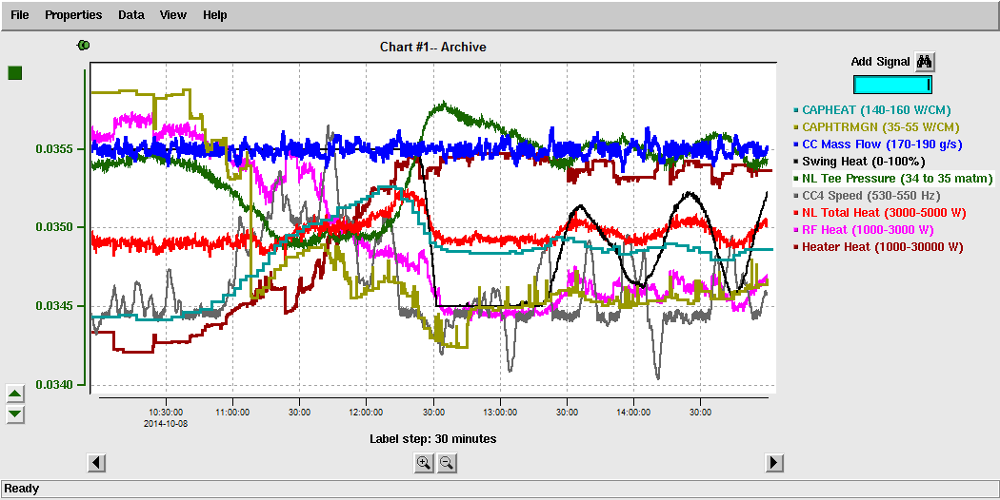 File Properties Data View Help
Chart #1-- Archive
Add Signal
CAPHEAT (140-160 W/CM)
CAPHTRMGN (35-55 W/CM)
CC Mass Flow (170-190 g/s)
Swing Heat (0-100%)
NL Tee Pressure (34 to 35 matm)
CC4 Speed (530-550 Hz)
NL Total Heat (3000-5000 W)
RF Heat (1000-3000 W)
Heater Heat (1000-30000 W)
0.0355
0.0350
0.0345
0.0340
10:30:00 11:00:00 30:00 12:00:00 30:00 13:00:00 30:00 14:00:00 30:00
2014-10-08
Label step: 30 minutes
Ready